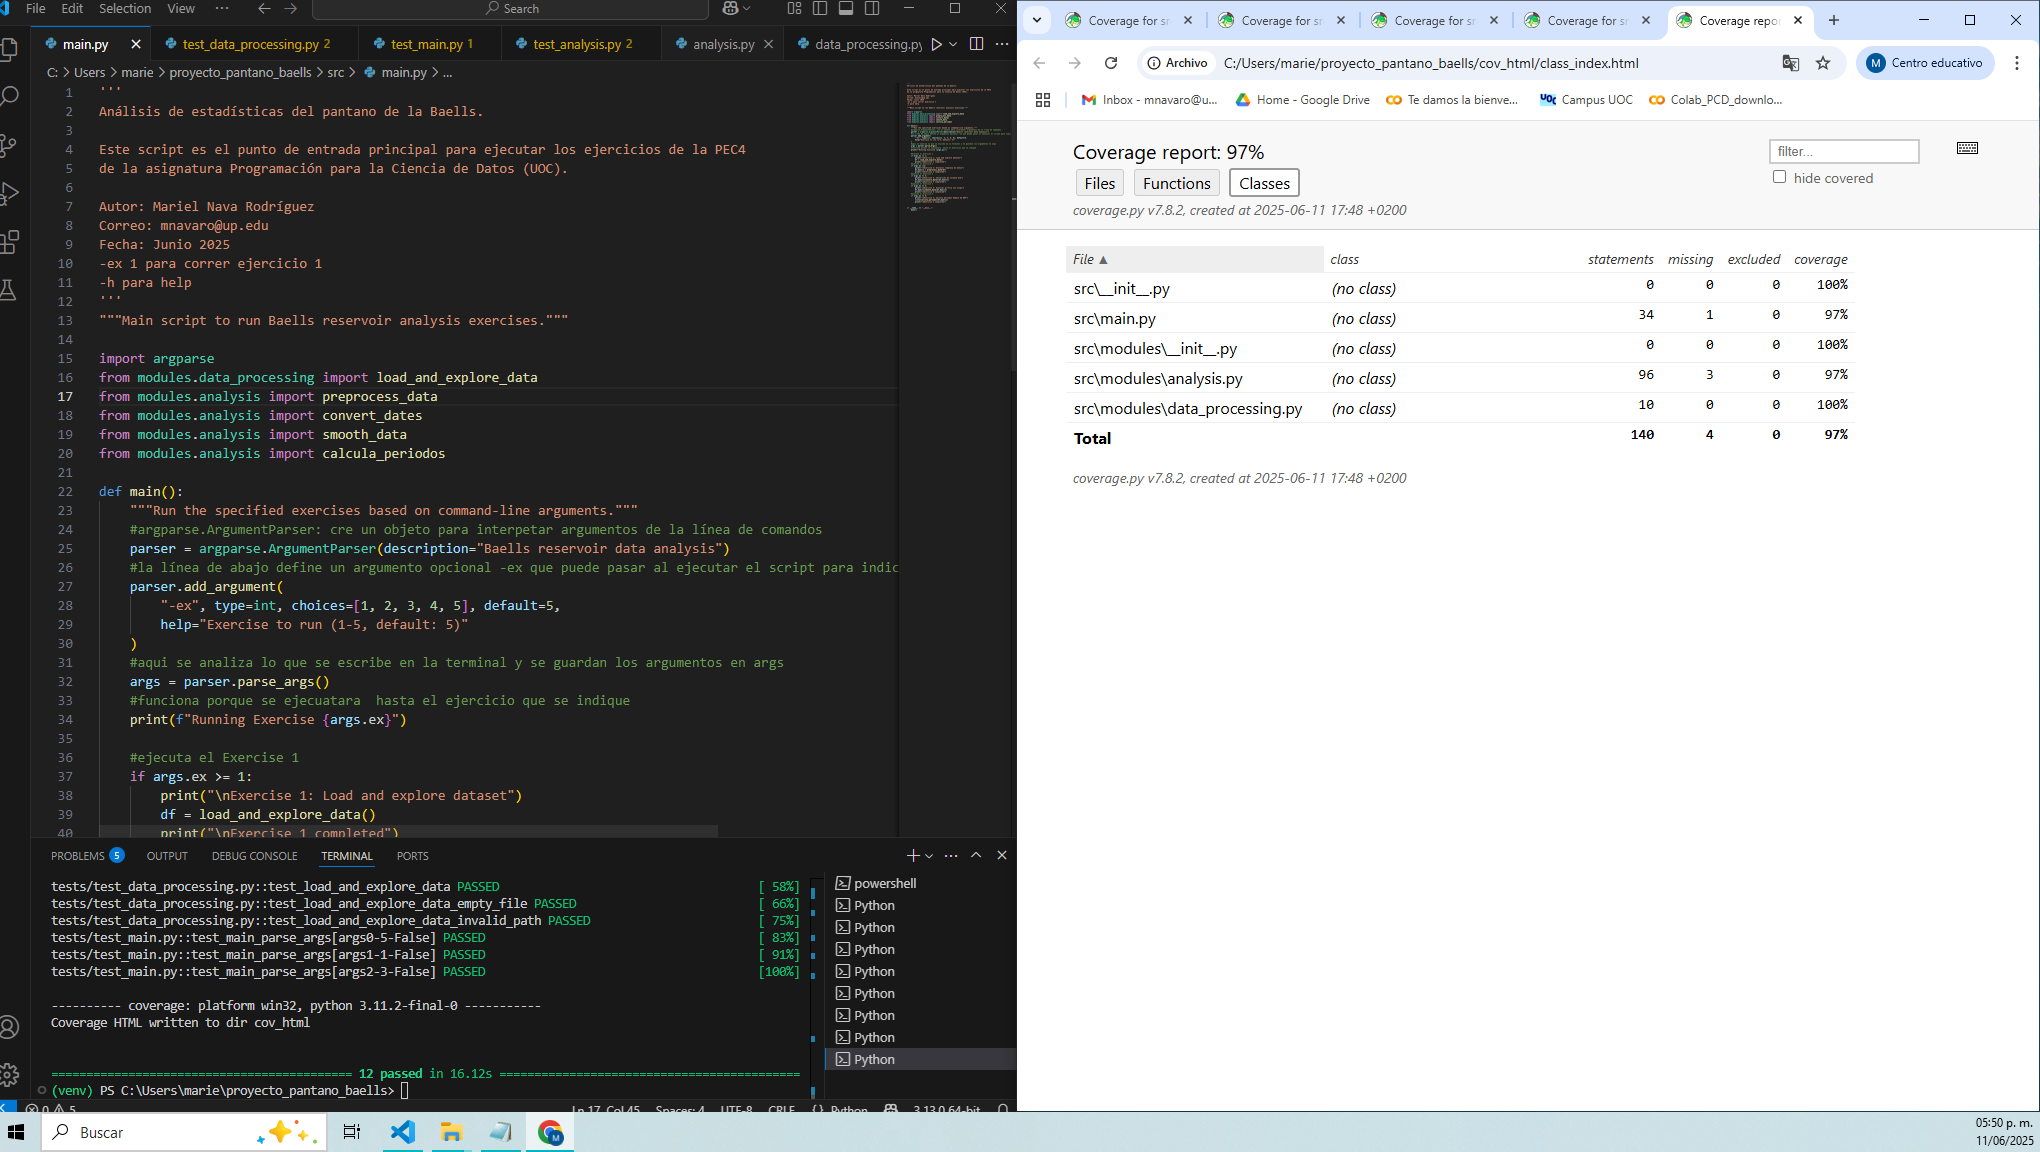 File Edit Selection View ··· Search
main.py
test_data_processing.py 2
test_main.py 1
test_analysis.py 2
analysis.py
data_processing.py
C: > Users > marie > proyecto_pantano_baells > src > main.py > ...
1 '''
2 Análisis de estadísticas del pantano de la Baells.
3
4 Este script es el punto de entrada principal para ejecutar los ejercicios de la PEC4
5 de la asignatura Programación para la Ciencia de Datos (UOC).
6
7 Autor: Mariel Nava Rodríguez
8 Correo: mnavaro@up.edu
9 Fecha: Junio 2025
10 -ex 1 para correr ejercicio 1
11 -h para help
12 '''
13 """Main script to run Baells reservoir analysis exercises."""
14
15 import argparse
16 from modules.data_processing import load_and_explore_data
17 from modules.analysis import preprocess_data
18 from modules.analysis import convert_dates
19 from modules.analysis import smooth_data
20 from modules.analysis import calcula_periodos
21
22 def main():
23 """Run the specified exercises based on command-line arguments."""
24 #argparse.ArgumentParser: cre un objeto para interpetar argumentos de la línea de comandos
25 parser = argparse.ArgumentParser(description="Baells reservoir data analysis")
26 #la línea de abajo define un argumento opcional -ex que puede pasar al ejecutar el script para indic
27 parser.add_argument(
28 "-ex", type=int, choices=[1, 2, 3, 4, 5], default=5,
29 help="Exercise to run (1-5, default: 5)"
30 )
31 #aqui se analiza lo que se escribe en la terminal y se guardan los argumentos en args
32 args = parser.parse_args()
33 #funciona porque se ejecuatara  hasta el ejercicio que se indique
34 print(f"Running Exercise {args.ex}")
35
36 #ejecuta el Exercise 1
37 if args.ex >= 1:
38 print("\nExercise 1: Load and explore dataset")
39 df = load_and_explore_data()
40 print("\nExercise 1 completed")
PROBLEMS 5 OUTPUT DEBUG CONSOLE TERMINAL PORTS
tests/test_data_processing.py::test_load_and_explore_data PASSED [ 58%]
tests/test_data_processing.py::test_load_and_explore_data_empty_file PASSED [ 66%]
tests/test_data_processing.py::test_load_and_explore_data_invalid_path PASSED [ 75%]
tests/test_main.py::test_main_parse_args[args0-5-False] PASSED [ 83%]
tests/test_main.py::test_main_parse_args[args1-1-False] PASSED [ 91%]
tests/test_main.py::test_main_parse_args[args2-3-False] PASSED [100%]
---------- coverage: platform win32, python 3.11.2-final-0 -----------
Coverage HTML written to dir cov_html
======================================= 12 passed in 16.12s =======================================
(venv) PS C:\Users\marie\proyecto_pantano_baells>
powershell
Python
Python
Python
Python
Python
Python
Python
Python
0 5 Ln 17, Col 45 Spaces: 4 UTF-8 CRLF {} Python 3.13.0 64-bit
Coverage for sr
Coverage for sr
Coverage for sr
Coverage for sr
Coverage repo
Archivo C:/Users/marie/proyecto_pantano_baells/cov_html/class_index.html
M Centro educativo
Inbox - mnavaro@u...
Home - Google Drive
Te damos la bienve...
UOC Campus UOC
Colab_PCD_downlo...
Coverage report: 97%
filter...
hide covered
Files Functions Classes
coverage.py v7.8.2, created at 2025-06-11 17:48 +0200
File ▲ class statements missing excluded coverage
src\__init__.py (no class) 0 0 0 100%
src\main.py (no class) 34 1 0 97%
src\modules\__init__.py (no class) 0 0 0 100%
src\modules\analysis.py (no class) 96 3 0 97%
src\modules\data_processing.py (no class) 10 0 0 100%
Total 140 4 0 97%
coverage.py v7.8.2, created at 2025-06-11 17:48 +0200
Buscar
M
05:50 p. m.
11/06/2025